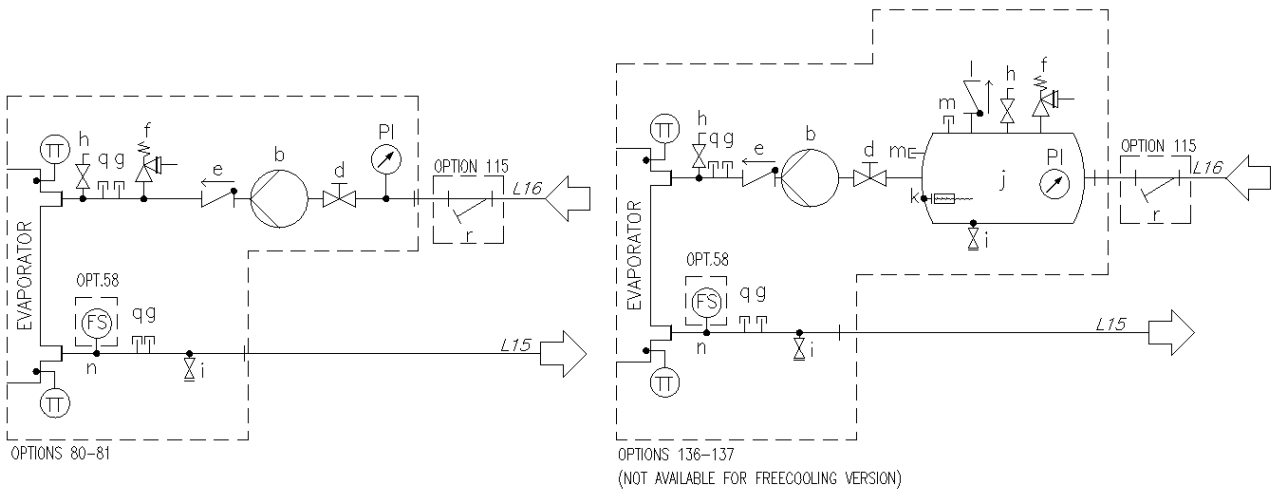 TT
h
q g
f
e
b
d
PI
OPTION 115
L16
r
EVAPORATOR
OPT.58
FS
n
q g
i
L15
TT
OPTIONS 80-81
TT
h
q g
e
b
d
m
m
l
h
f
PI
j
k
i
OPTION 115
L16
r
EVAPORATOR
OPT.58
FS
n
q g
i
L15
TT
OPTIONS 136-137
(NOT AVAILABLE FOR FREECOOLING VERSION)